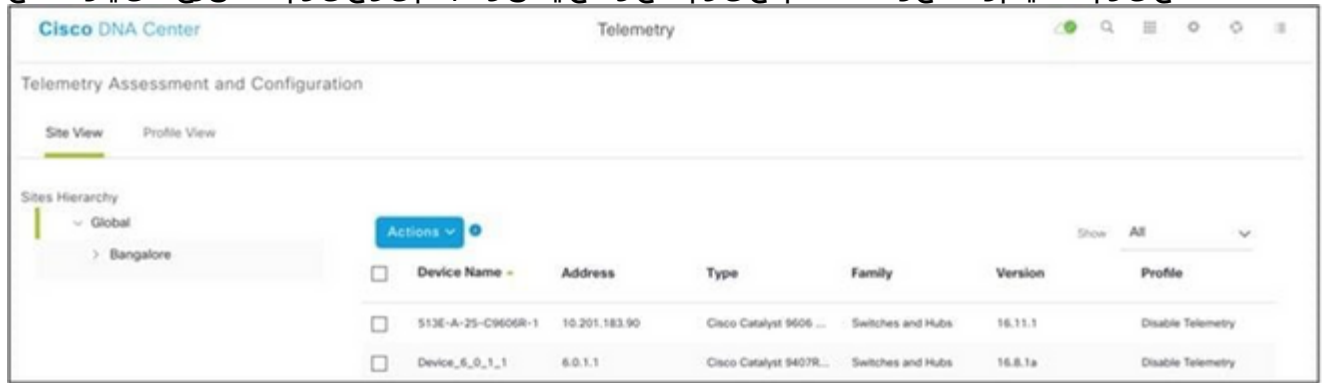 Cisco DNA Center
Telemetry
Telemetry Assessment and Configuration
Site View Profile View
Sites Hierarchy
Global
Bangalore
Actions
Show All
Device Name Address Type Family Version Profile
513E-A-25-C9606R-1 10.201.183.90 Cisco Catalyst 9606 ... Switches and Hubs 16.11.1 Disable Telemetry
Device_6_0_1_1 6.0.1.1 Cisco Catalyst 9407R... Switches and Hubs 16.8.1a Disable Telemetry